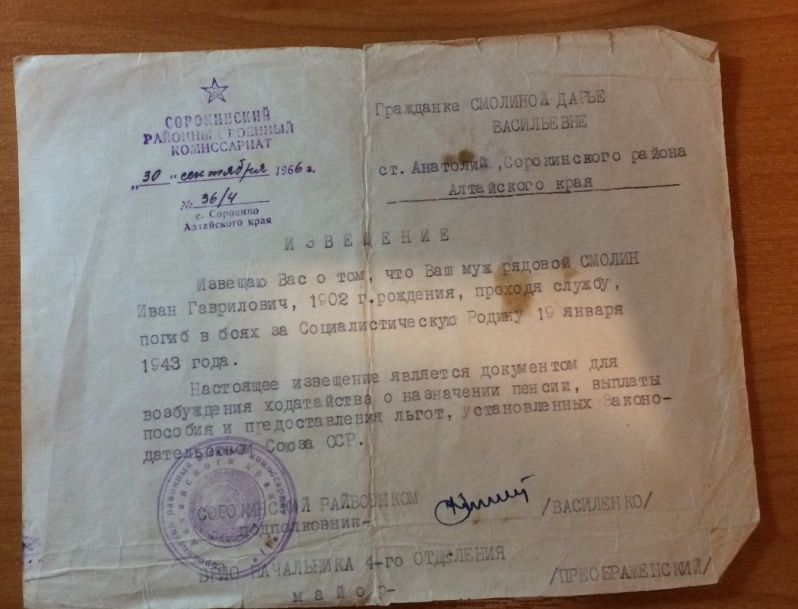 СОРОКИНСКИЙ
РАЙОННЫЙ ВОЕННЫЙ
КОМИССАРИАТ
"30" сентября 1966 г.
№ 36/4
с. Сорокино
Алтайского края
Гражданке СМОЛИНОЙ ДАРЬЕ
ВАСИЛЬЕВНЕ
ст. Анатолий, Сорокинского района
Алтайского края
ИЗВЕЩЕНИЕ
Извещаю Вас о том, что Ваш муж рядовой СМОЛИН
Иван Гаврилович, 1902 г.рождения, проходя службу,
погиб в боях за Социалистическую Родину 19 января
1943 года.
Настоящее извещение является документом для
возбуждения ходатайства о назначении пенсии, выплаты
пособия и предоставления льгот, установленных Законо-
дательством Союза ССР.
СОРОКИНСКИЙ РАЙВОЕНКОМ
подполковник-
/ВАСИЛЕНКО/
ВРИО НАЧАЛЬНИКА 4-го ОТДЕЛЕНИЯ
майор-
/ПРЕОБРАЖЕНСКИЙ/